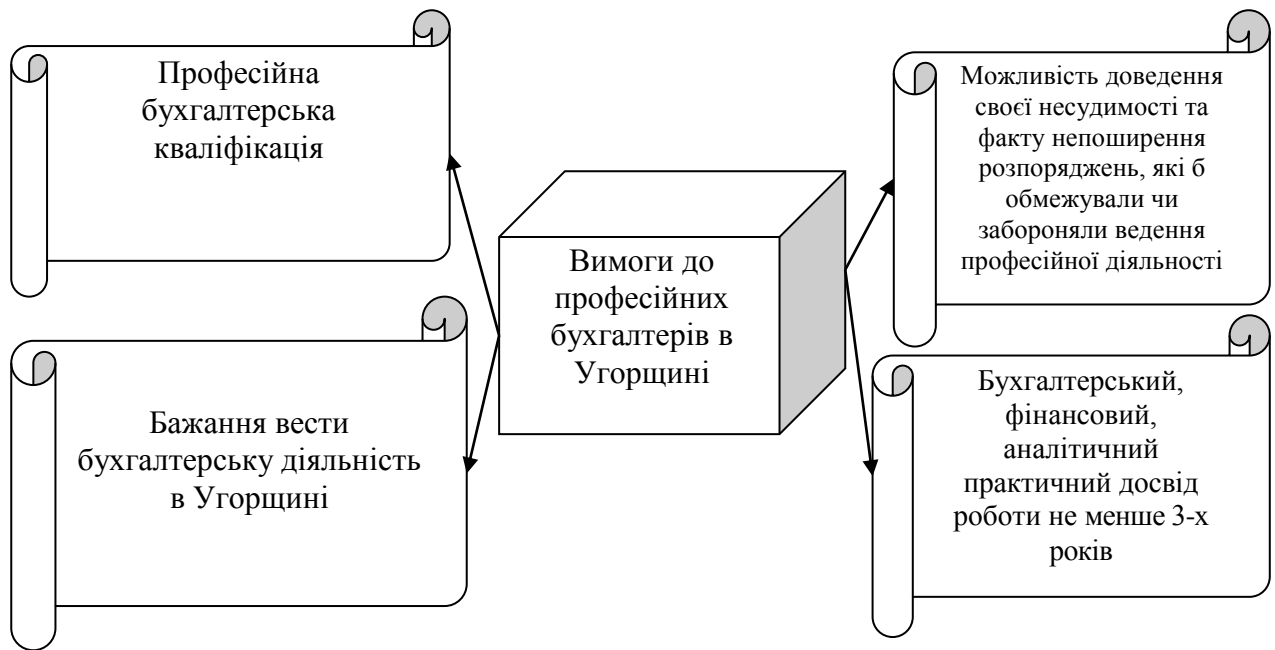 Професійна
бухгалтерська
кваліфікація
Можливість доведення
своєї несудимості та
факту непоширення
розпоряджень, які б
обмежували чи
забороняли ведення
професійної діяльності
Вимоги до
професійних
бухгалтерів в
Угорщині
Бажання вести
бухгалтерську діяльність
в Угорщині
Бухгалтерський,
фінансовий,
аналітичний
практичний досвід
роботи не менше 3-х
років